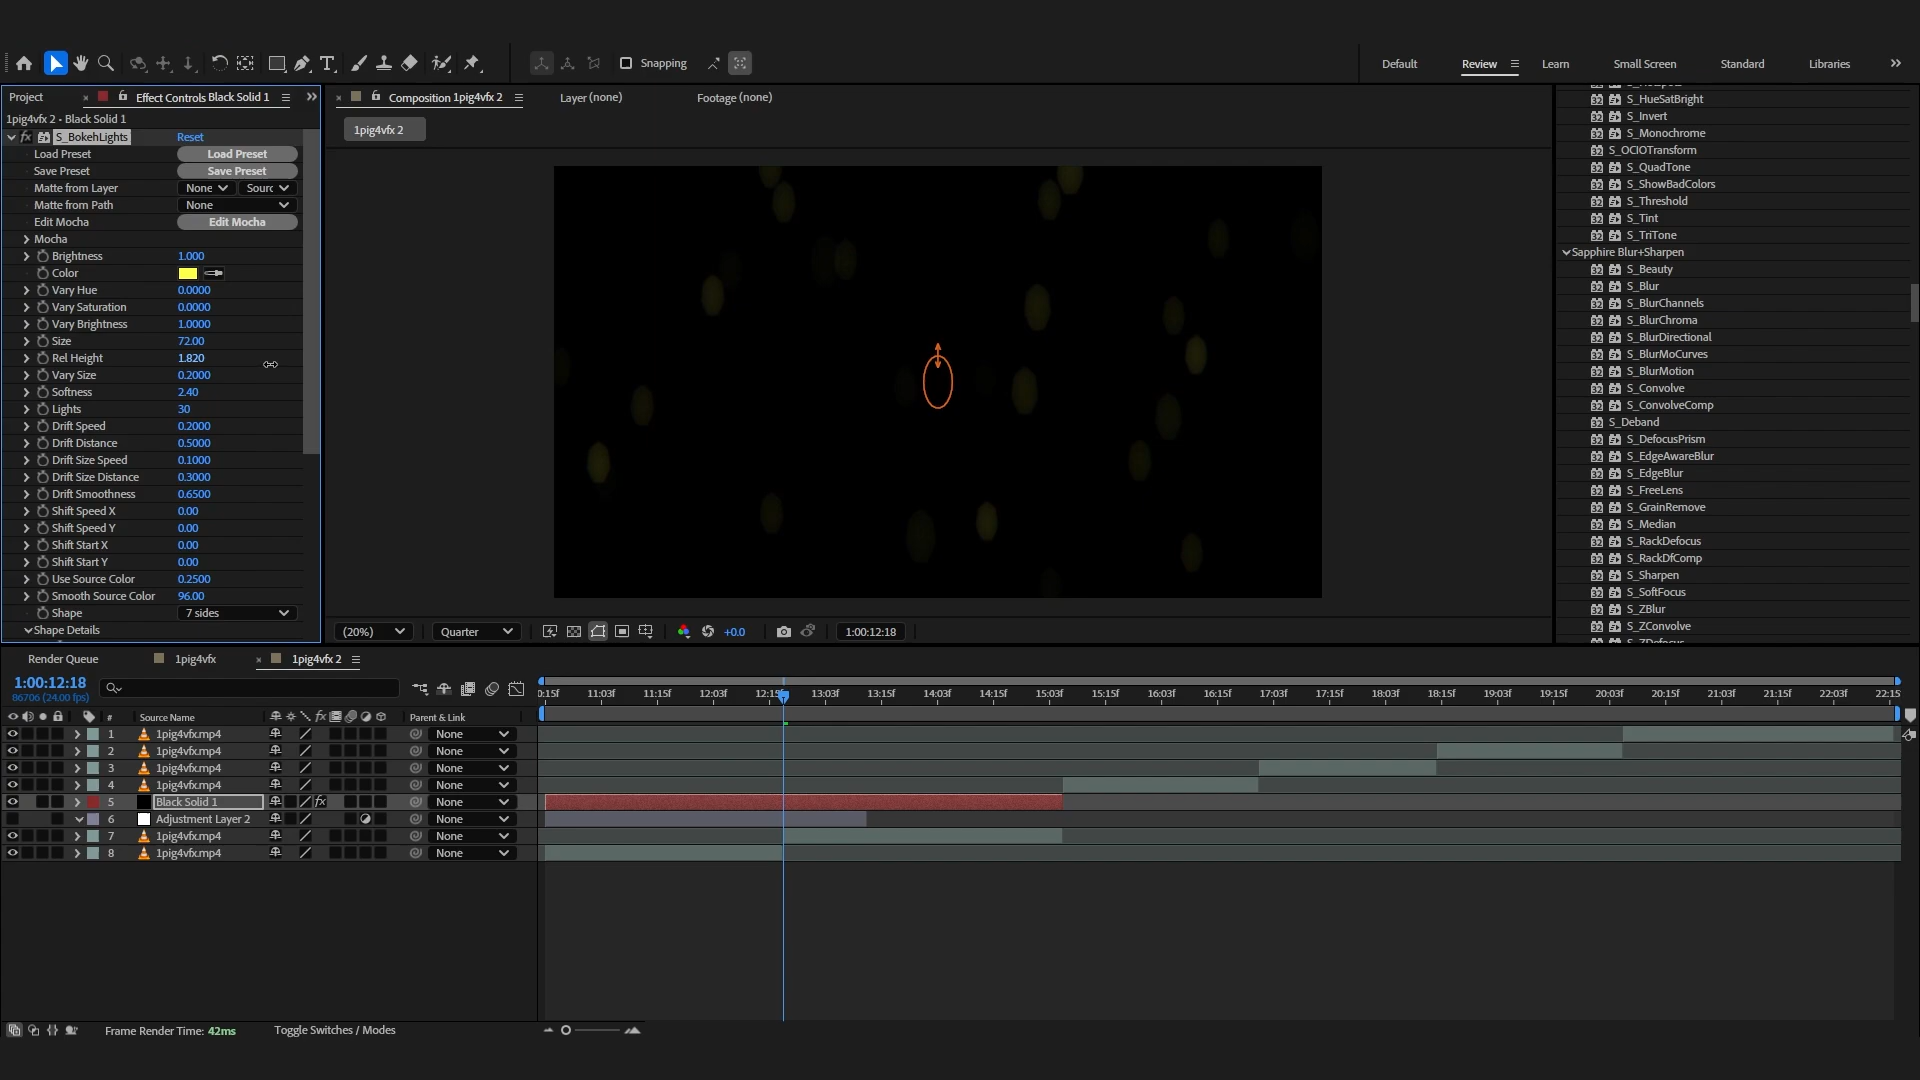 Snapping
Default
Review
Learn
Small Screen
Standard
Libraries
Project
Effect Controls Black Solid 1
Composition 1pig4vfx 2
Layer (none)
Footage (none)
1pig4vfx 2 - Black Solid 1
1pig4vfx 2
fx S_BokehLights Reset
Load Preset Load Preset
Save Preset Save Preset
Matte from Layer None Sourc
Matte from Path None
Edit Mocha Edit Mocha
Mocha
Brightness 1.000
Color
Vary Hue 0.0000
Vary Saturation 0.0000
Vary Brightness 1.0000
Size 72.00
Rel Height 1.820
Vary Size 0.2000
Softness 2.40
Lights 30
Drift Speed 0.2000
Drift Distance 0.5000
Drift Size Speed 0.1000
Drift Size Distance 0.3000
Drift Smoothness 0.6500
Shift Speed X 0.00
Shift Speed Y 0.00
Shift Start X 0.00
Shift Start Y 0.00
Use Source Color 0.2500
Smooth Source Color 96.00
Shape 7 sides
Shape Details
(20%) Quarter +0.0 1:00:12:18
S_HueSatBright
S_Invert
S_Monochrome
S_OCIOTransform
S_QuadTone
S_ShowBadColors
S_Threshold
S_Tint
S_TriTone
Sapphire Blur+Sharpen
S_Beauty
S_Blur
S_BlurChannels
S_BlurChroma
S_BlurDirectional
S_BlurMoCurves
S_BlurMotion
S_Convolve
S_ConvolveComp
S_Deband
S_DefocusPrism
S_EdgeAwareBlur
S_EdgeBlur
S_FreeLens
S_GrainRemove
S_Median
S_RackDefocus
S_RackDfComp
S_Sharpen
S_SoftFocus
S_ZBlur
S_ZConvolve
Render Queue
1pig4vfx
1pig4vfx 2
1:00:12:18
86706 (24.00 fps)
0:15f 11:03f 11:15f 12:03f 12:15f 13:03f 13:15f 14:03f 14:15f 15:03f 15:15f 16:03f 16:15f 17:03f 17:15f 18:03f 18:15f 19:03f 19:15f 20:03f 20:15f 21:03f 21:15f 22:03f 22:15
# Source Name fx Parent & Link
1 1pig4vfx.mp4 None
2 1pig4vfx.mp4 None
3 1pig4vfx.mp4 None
4 1pig4vfx.mp4 None
5 Black Solid 1 fx None
6 Adjustment Layer 2 None
7 1pig4vfx.mp4 None
8 1pig4vfx.mp4 None
Frame Render Time: 42ms
Toggle Switches / Modes